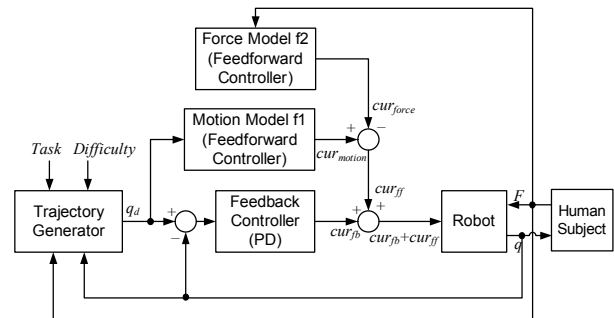 Force Model f2
(Feedforward
Controller)
cur_force
Motion Model f1
(Feedforward
Controller)
+
−
cur_motion
Task
Difficulty
cur_ff
Trajectory
Generator
q_d
+
−
Feedback
Controller
(PD)
cur_fb
+
+
cur_fb+cur_ff
Robot
F
q
Human
Subject